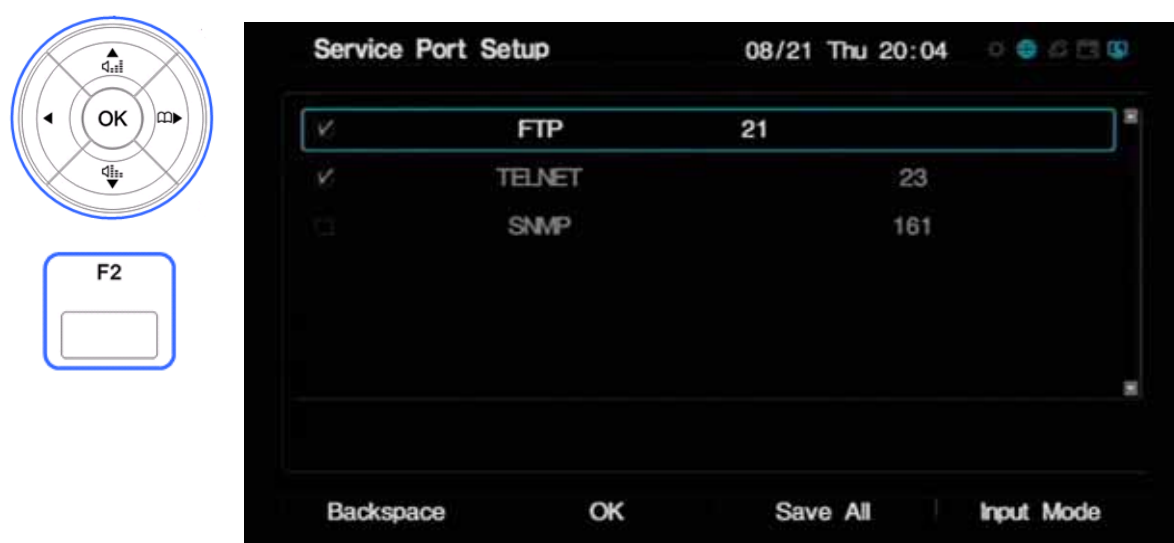 OK
F2
Service Port Setup 08/21 Thu 20:04
FTP 21
TELNET 23
SNMP 161
Backspace OK Save All Input Mode